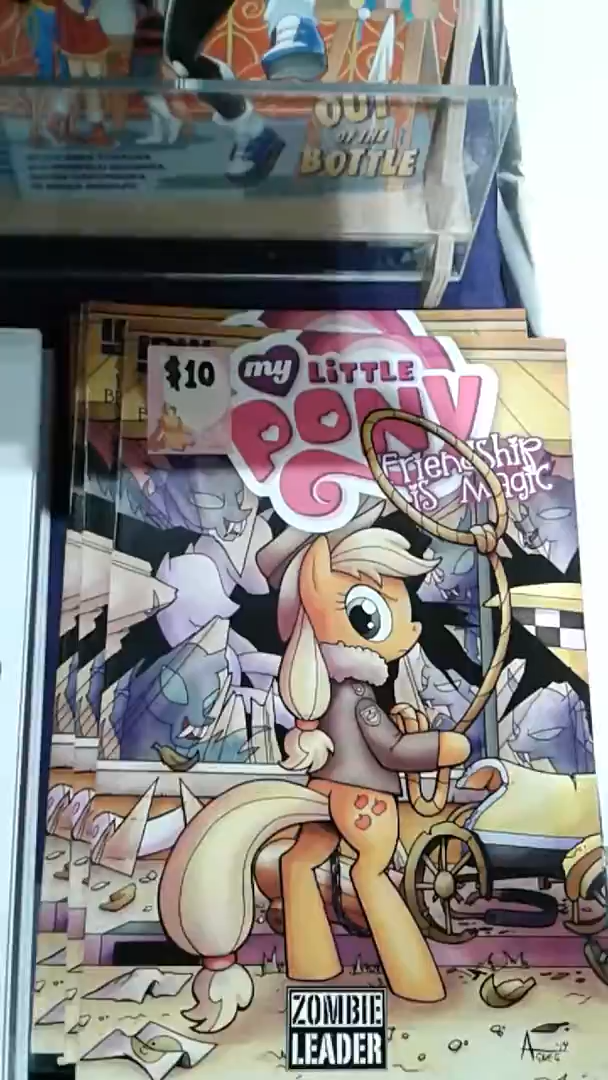 OUT
OF THE
BOTTLE
$10
my LITTLE
PONY
Friendship
is Magic
ZOMBIE
LEADER